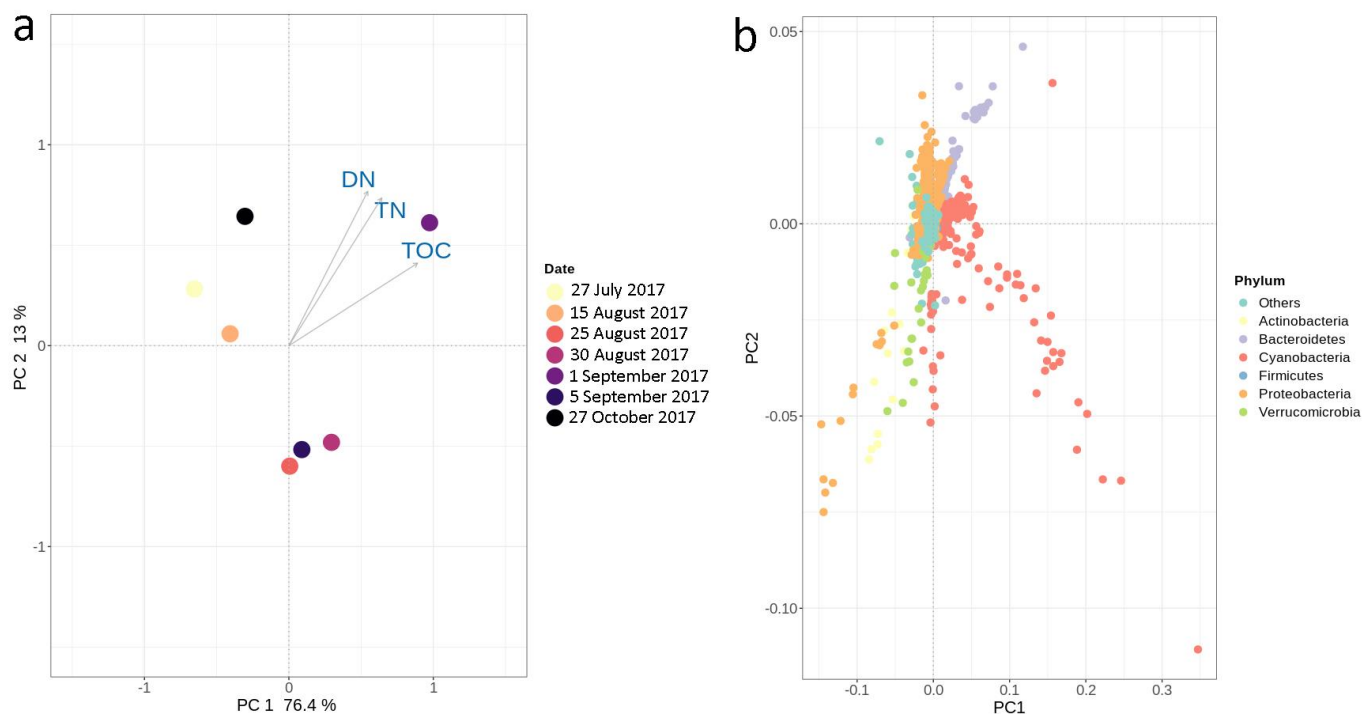 a
DN
TN
TOC
1
0
-1
-1
0
1
PC 1 76.4 %
PC 2 13 %
Date
27 July 2017
15 August 2017
25 August 2017
30 August 2017
1 September 2017
5 September 2017
27 October 2017
b
0.05
0.00
-0.05
-0.10
-0.1
0.0
0.1
0.2
0.3
PC1
PC2
Phylum
Others
Actinobacteria
Bacteroidetes
Cyanobacteria
Firmicutes
Proteobacteria
Verrucomicrobia